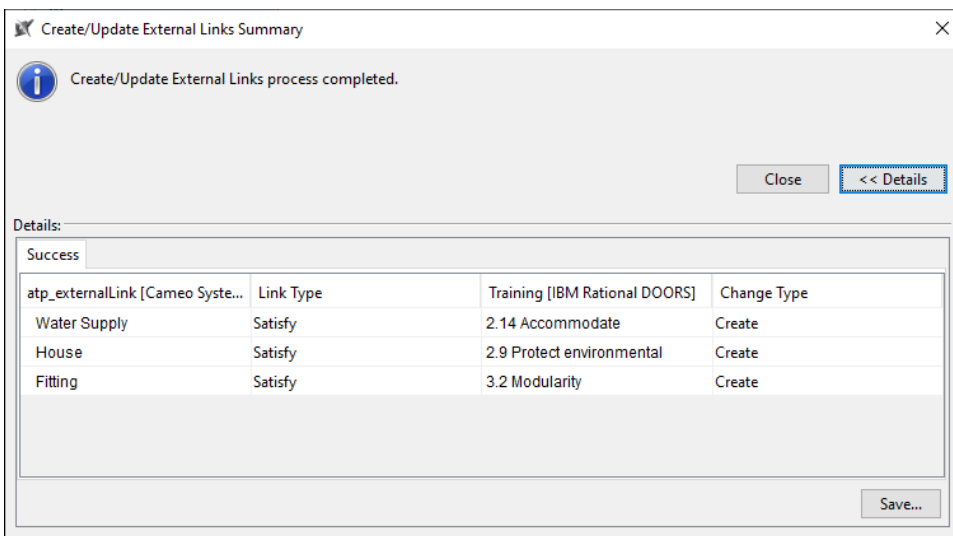 Create/Update External Links Summary
Create/Update External Links process completed.
Close
<< Details
Details:
Success
atp_externalLink [Cameo Syste... Link Type Training [IBM Rational DOORS] Change Type
Water Supply Satisfy 2.14 Accommodate Create
House Satisfy 2.9 Protect environmental Create
Fitting Satisfy 3.2 Modularity Create
Save...